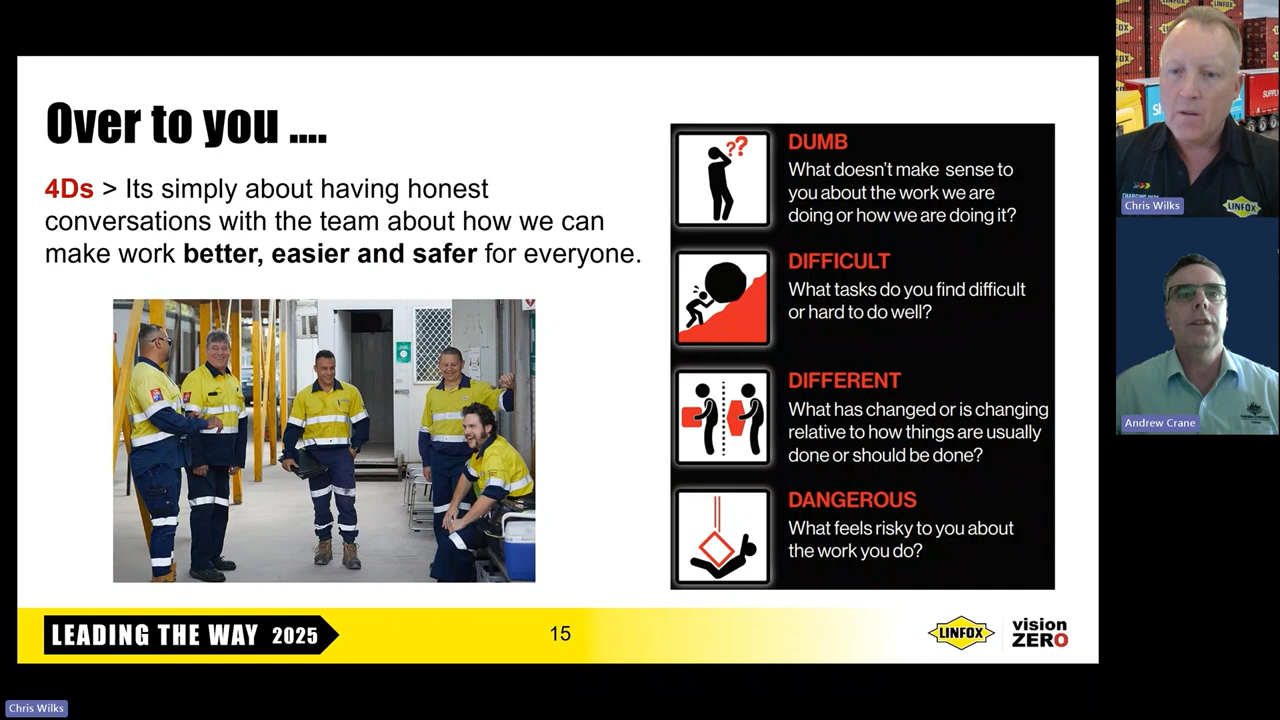 Over to you ....
4Ds > Its simply about having honest
conversations with the team about how we can
make work better, easier and safer for everyone.
??
DUMB
What doesn't make sense to
you about the work we are
doing or how we are doing it?
DIFFICULT
What tasks do you find difficult
or hard to do well?
DIFFERENT
What has changed or is changing
relative to how things are usually
done or should be done?
DANGEROUS
What feels risky to you about
the work you do?
LEADING THE WAY 2025
15
LINFOX
vision
ZERO
LINFOX
LINFOX
Chris Wilks
Andrew Crane
Chris Wilks